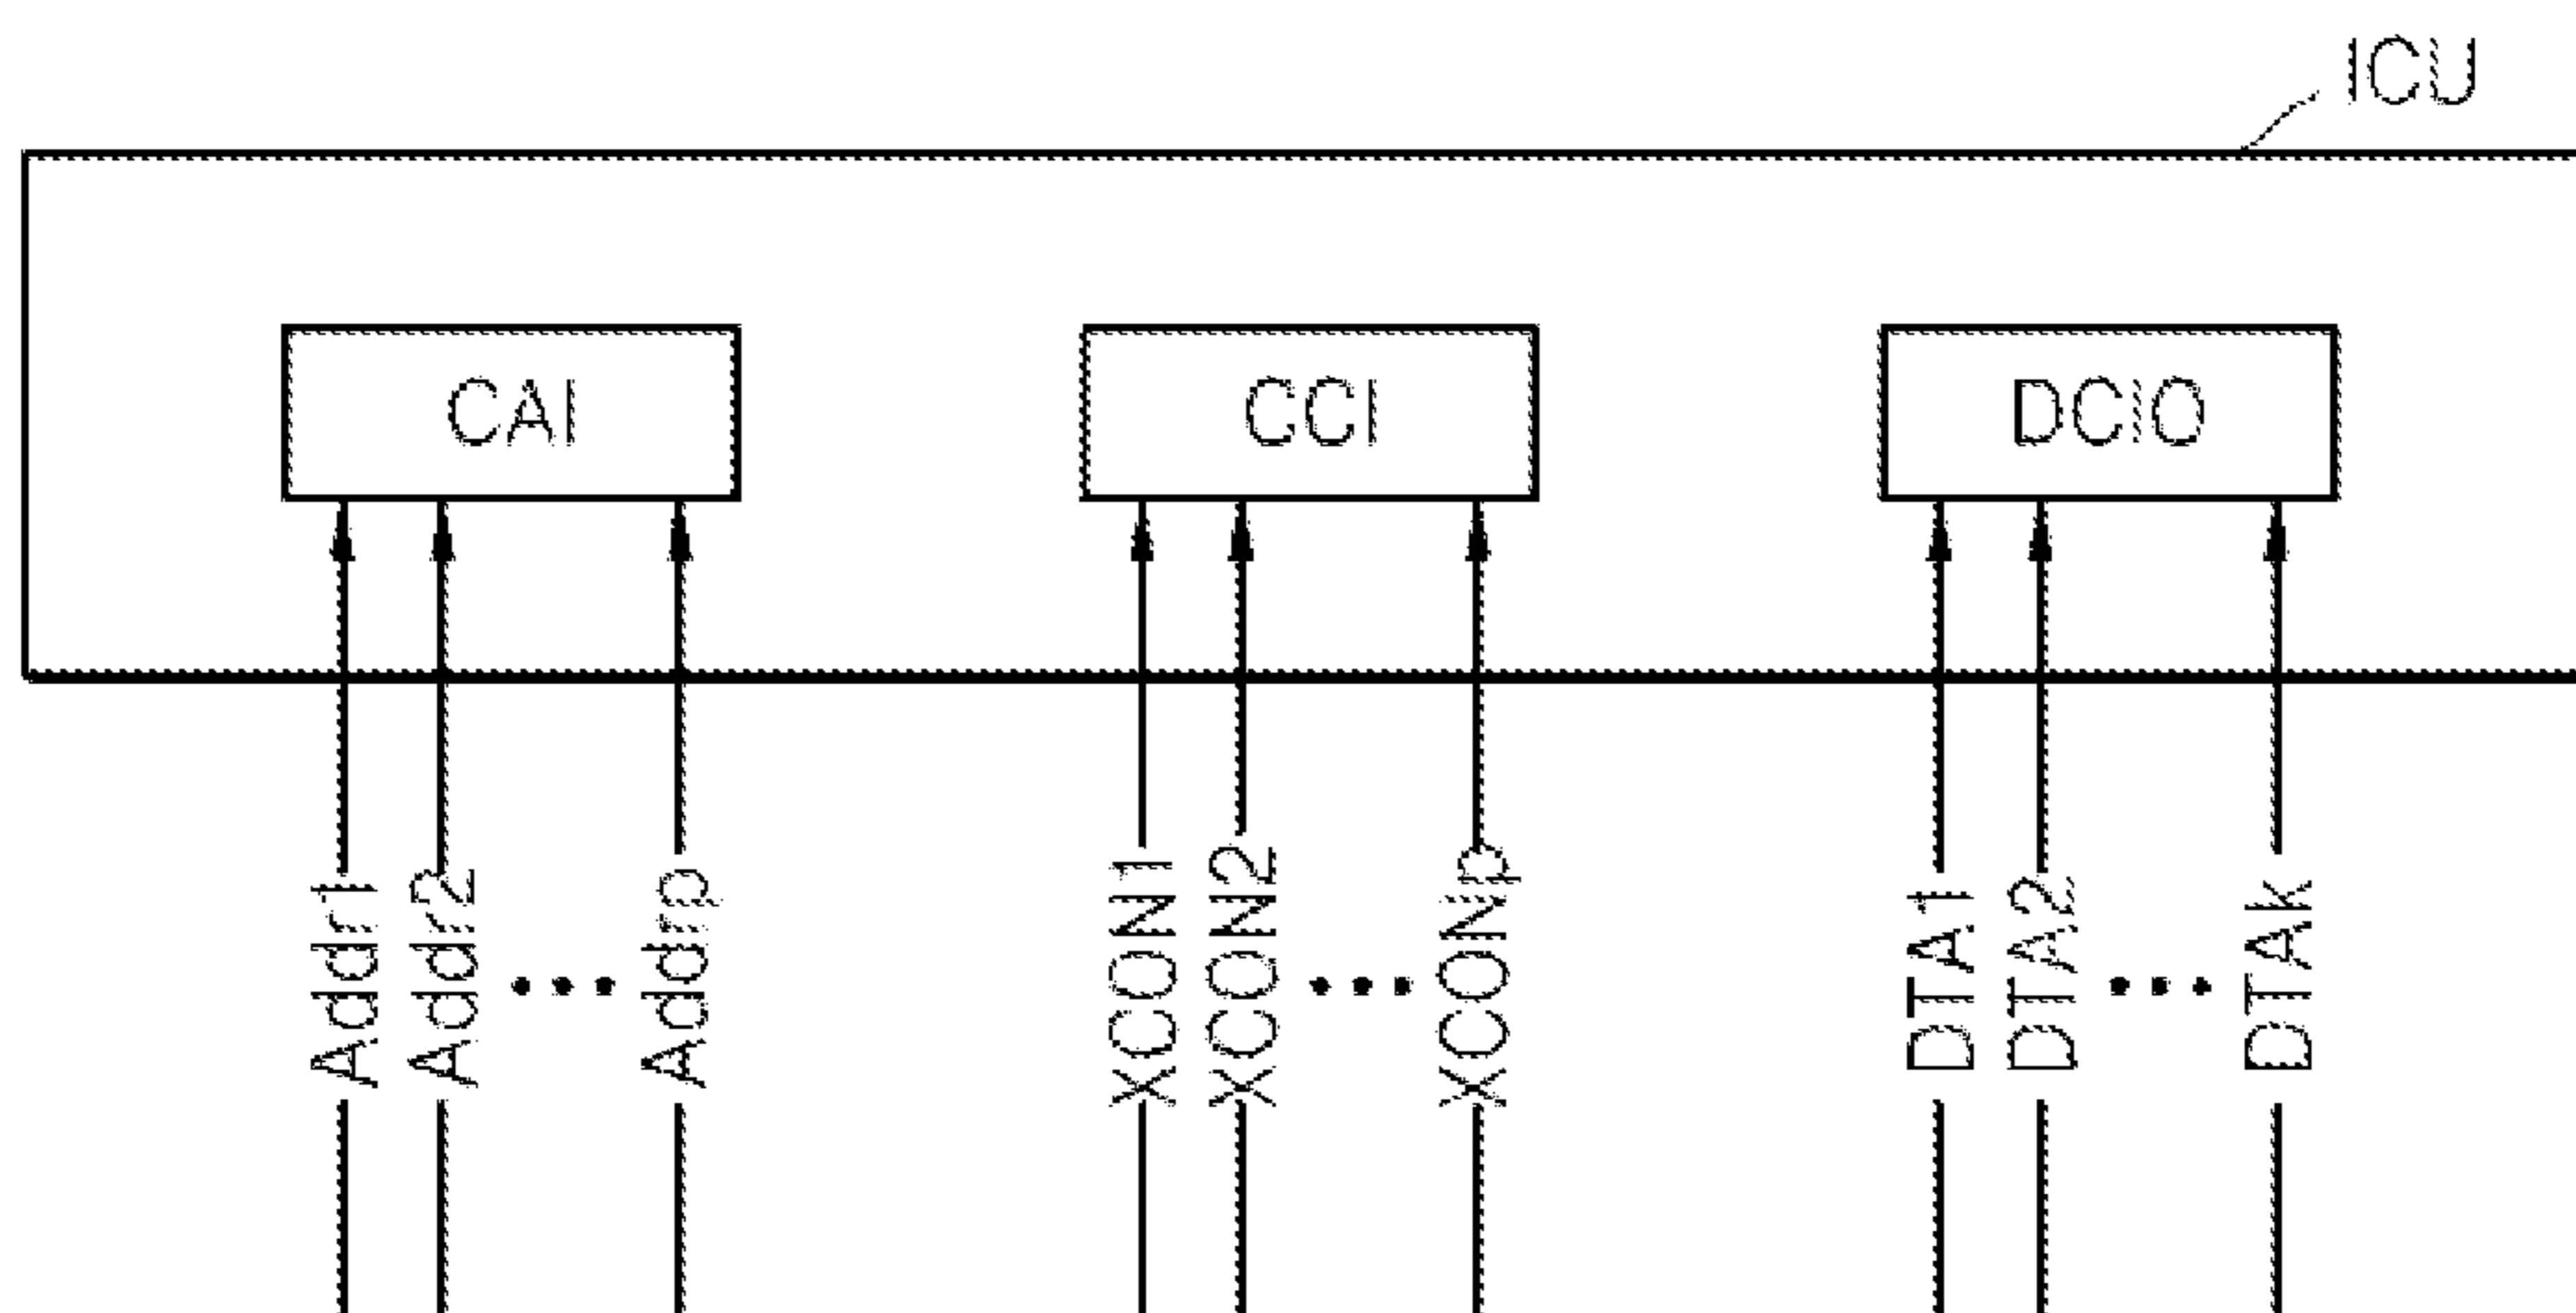 ICU
CAI
CCI
DCIO
Addr1
Addr2
Addrp
XCON1
XCON2
XCONp
DTA1
DTA2
DTAk